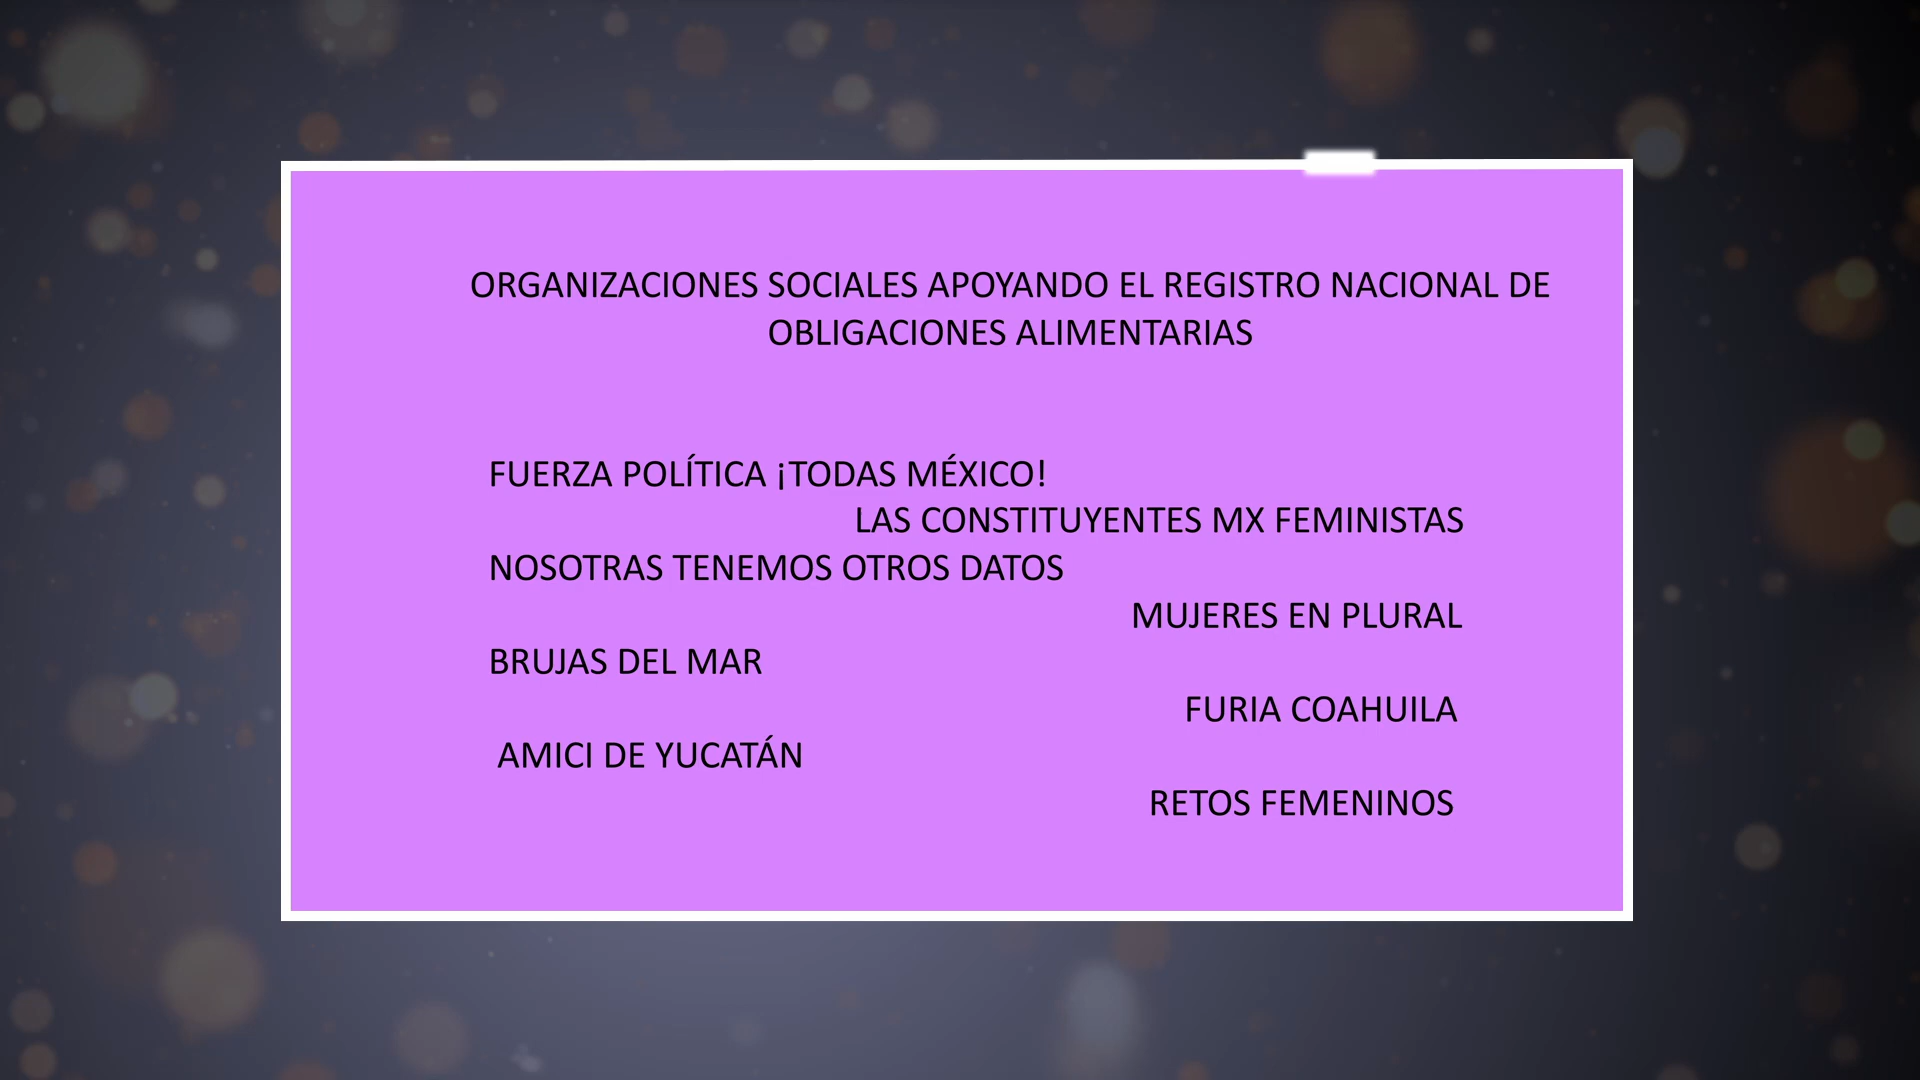 ORGANIZACIONES SOCIALES APOYANDO EL REGISTRO NACIONAL DE
OBLIGACIONES ALIMENTARIAS
FUERZA POLÍTICA ¡TODAS MÉXICO!
LAS CONSTITUYENTES MX FEMINISTAS
NOSOTRAS TENEMOS OTROS DATOS
MUJERES EN PLURAL
BRUJAS DEL MAR
FURIA COAHUILA
AMICI DE YUCATÁN
RETOS FEMENINOS